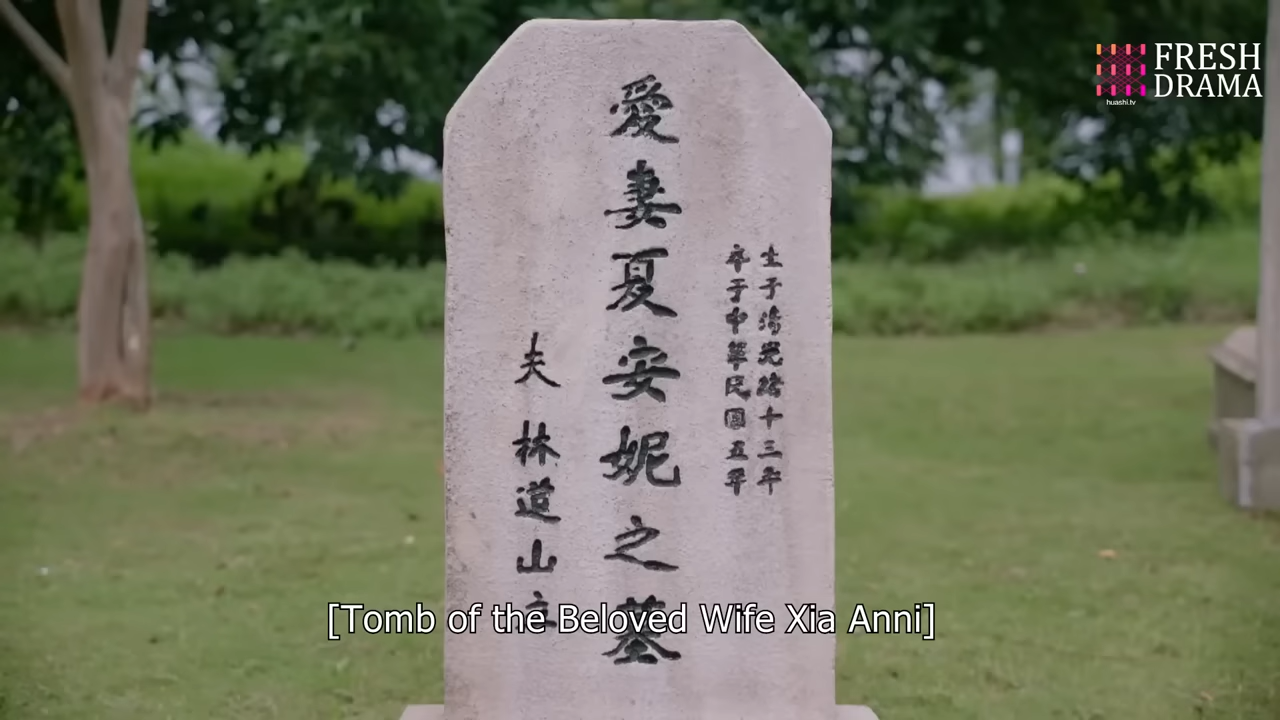 FRESH
DRAMA
huashi.tv
生于清光緒十三年
卒于中華民國五年
愛妻夏安妮之墓
夫 林道山立
[Tomb of the Beloved Wife Xia Anni]